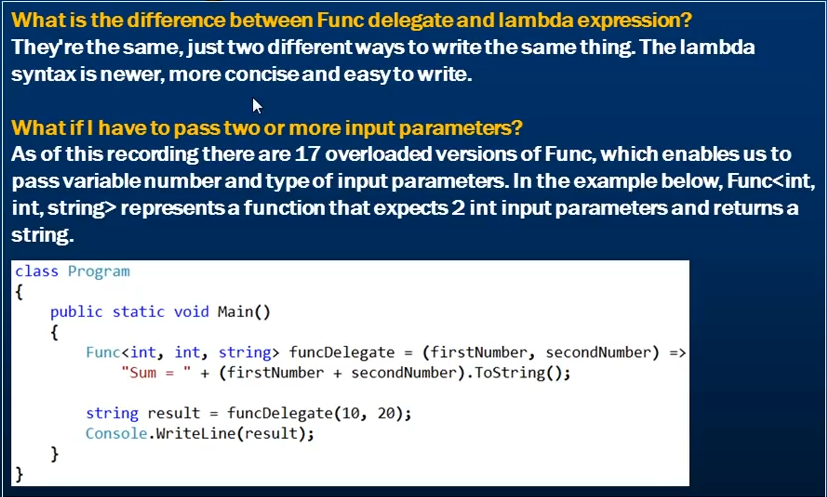 What is the difference between Func delegate and lambda expression?
They're the same, just two different ways to write the same thing. The lambda
syntax is newer, more concise and easy to write.
What if I have to pass two or more input parameters?
As of this recording there are 17 overloaded versions of Func, which enables us to
pass variable number and type of input parameters. In the example below, Func<int,
int, string> represents a function that expects 2 int input parameters and returns a
string.
class Program
{
    public static void Main()
    {
        Func<int, int, string> funcDelegate = (firstNumber, secondNumber) =>
            "Sum = " + (firstNumber + secondNumber).ToString();
        string result = funcDelegate(10, 20);
        Console.WriteLine(result);
    }
}